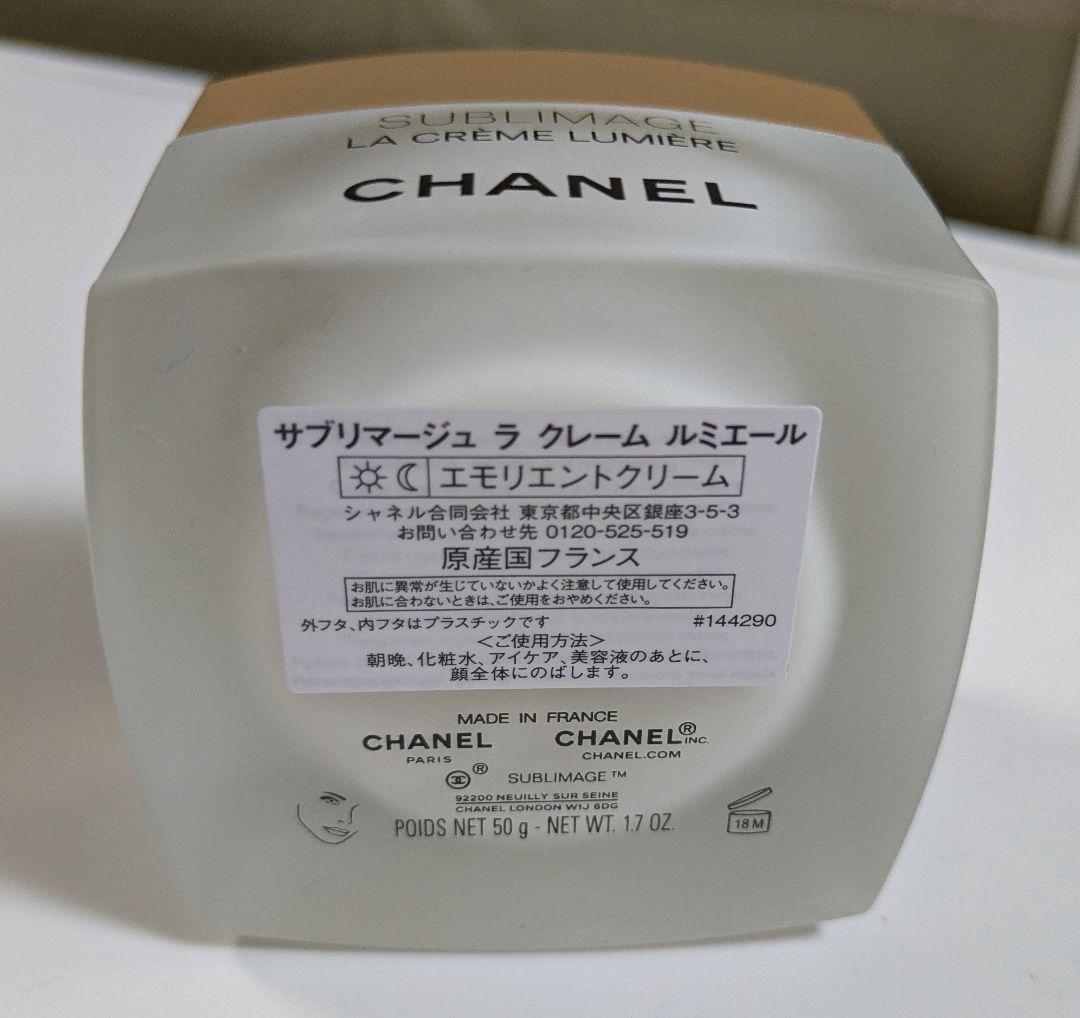 SUBLIMAGE
LA CRÈME LUMIÈRE
CHANEL
サブリマージュ ラ クレーム ルミエール
エモリエントクリーム
シャネル合同会社 東京都中央区銀座3-5-3
お問い合わせ先 0120-525-519
原産国フランス
お肌に異常が生じていないかよく注意して使用してください。
お肌に合わないときは、ご使用をおやめください。
外フタ、内フタはプラスチックです #144290
<ご使用方法>
朝晩、化粧水、アイケア、美容液のあとに、
顔全体にのばします。
MADE IN FRANCE
CHANEL CHANEL® INC.
PARIS CHANEL.COM
® SUBLIMAGE™
92200 NEUILLY SUR SEINE
CHANEL LONDON W1J 6DG
POIDS NET 50 g - NET WT. 1.7 OZ.
18 M